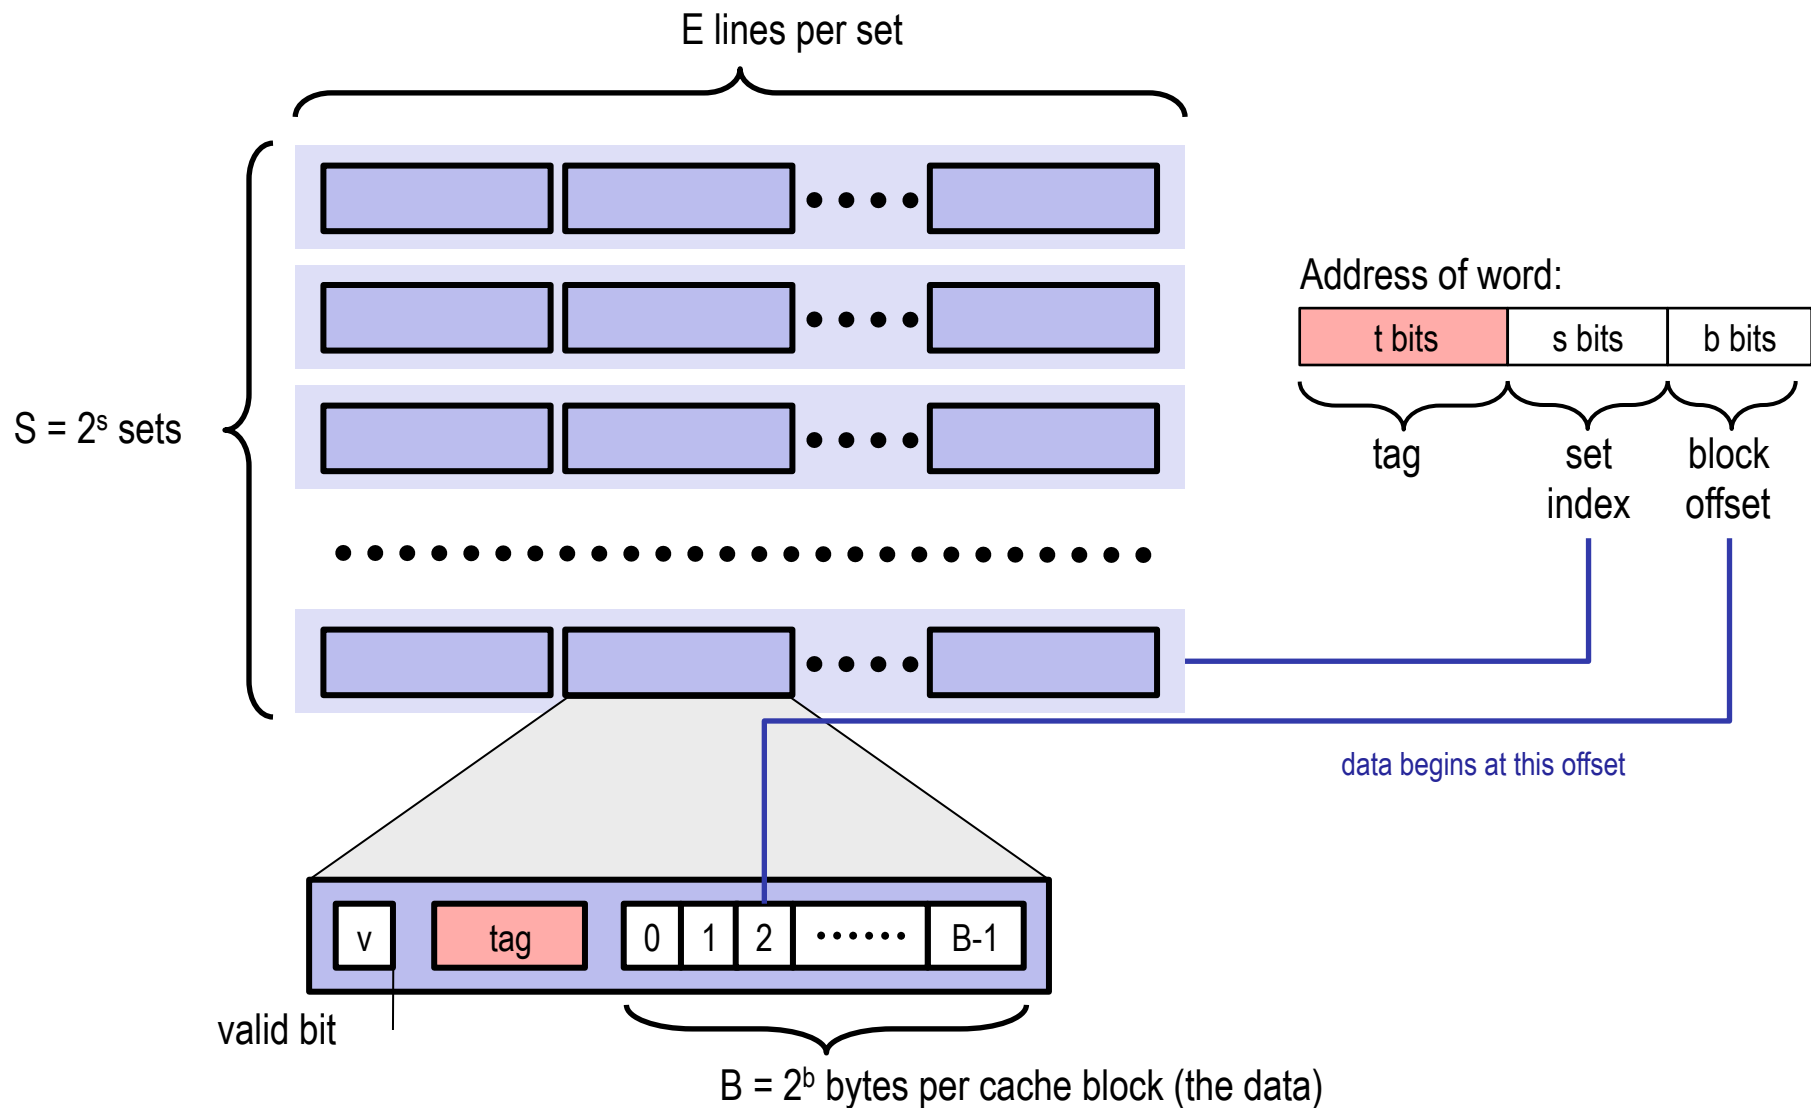 E lines per set
S = 2ˢ sets
Address of word:
t bits s bits b bits
tag set block
index offset
data begins at this offset
v tag 0 1 2 •••••• B-1
valid bit
B = 2ᵇ bytes per cache block (the data)